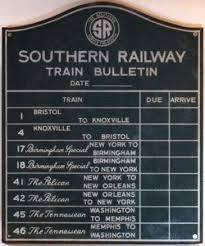 SR
SOUTHERN RAILWAY
TRAIN BULLETIN
DATE
TRAIN DUE ARRIVE
1 BRISTOL
TO KNOXVILLE
4 KNOXVILLE
TO BRISTOL
17 Birmingham Special NEW YORK TO
BIRMINGHAM
18 Birmingham Special BIRMINGHAM
TO NEW YORK
41 The Pelican NEW YORK TO
NEW ORLEANS
42 The Pelican NEW ORLEANS
TO NEW YORK
45 The Tennessean WASHINGTON
TO MEMPHIS
46 The Tennessean MEMPHIS TO
WASHINGTON